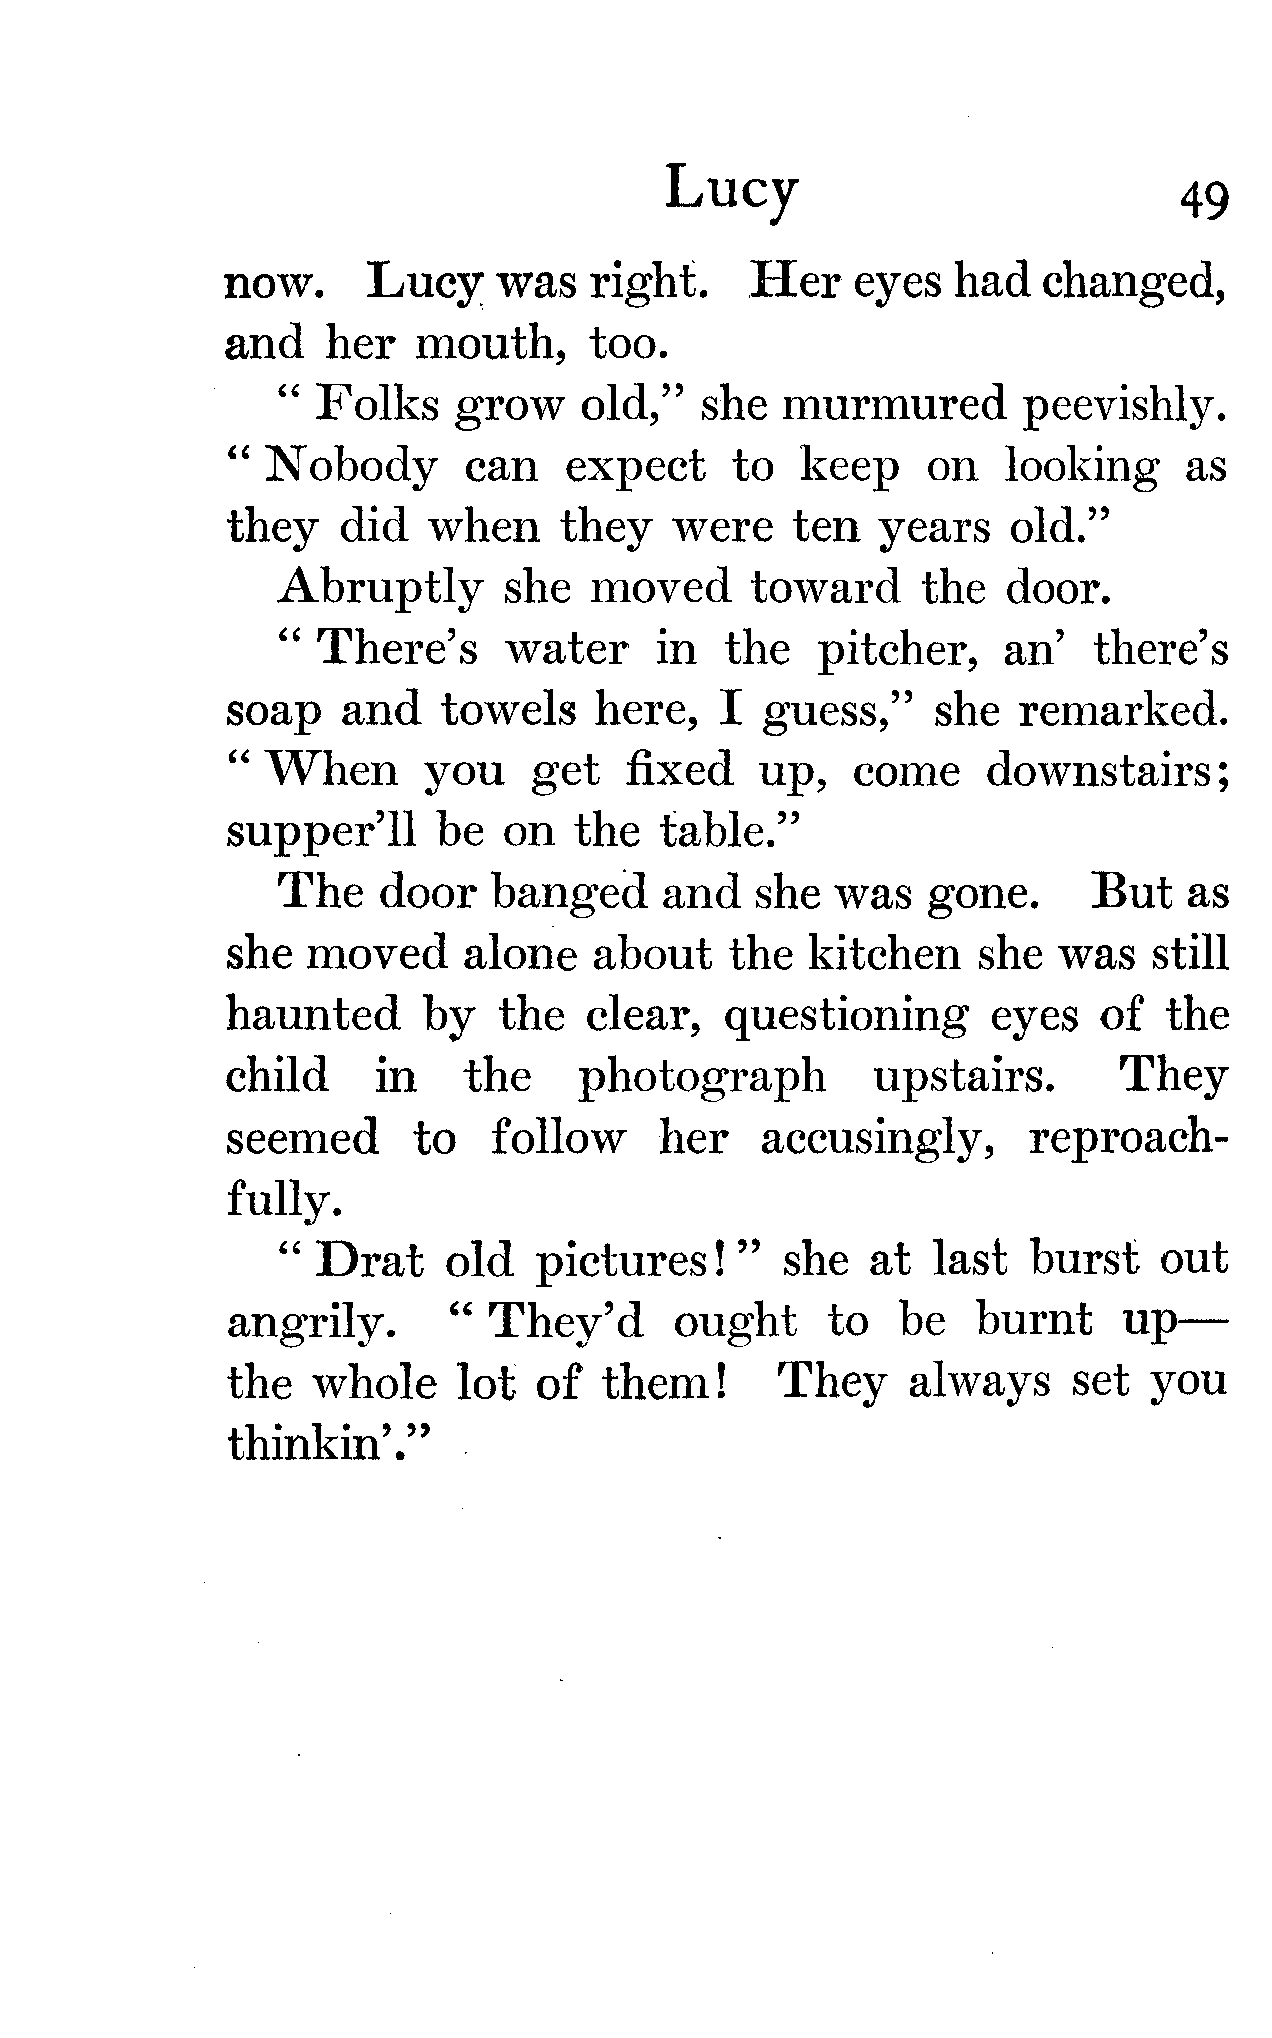 Lucy 49
now. Lucy was right. Her eyes had changed,
and her mouth, too.
“ Folks grow old,” she murmured peevishly.
“ Nobody can expect to keep on looking as
they did when they were ten years old.”
Abruptly she moved toward the door.
“ There’s water in the pitcher, an’ there’s
soap and towels here, I guess,” she remarked.
“ When you get fixed up, come downstairs;
supper’ll be on the table.”
The door banged and she was gone. But as
she moved alone about the kitchen she was still
haunted by the clear, questioning eyes of the
child in the photograph upstairs. They
seemed to follow her accusingly, reproach-
fully.
“ Drat old pictures! ” she at last burst out
angrily. “ They’d ought to be burnt up—
the whole lot of them! They always set you
thinkin’.”